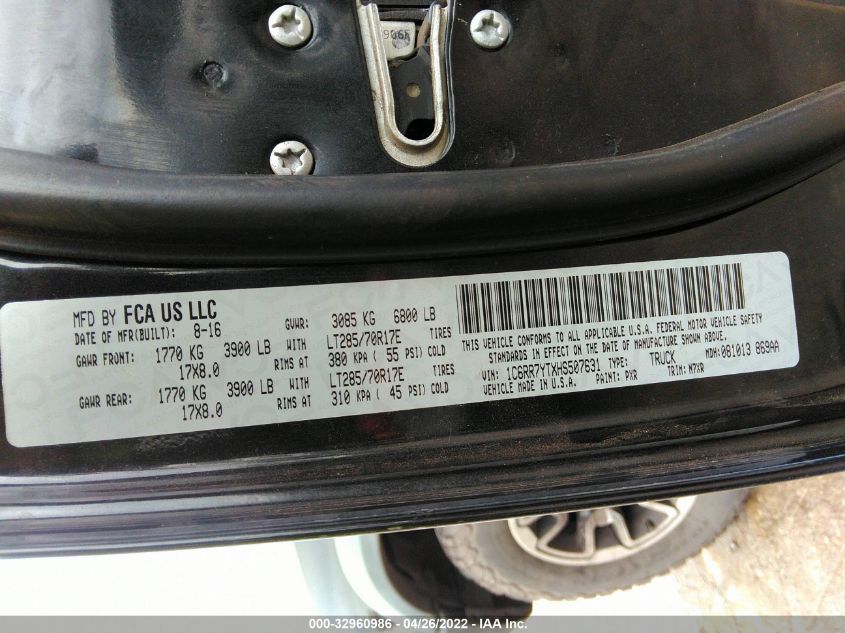 906A
MFD BY FCA US LLC
DATE OF MFR(BUILT): 8-16 GVWR: 3085 KG 6800 LB
GAWR FRONT: 1770 KG 3900 LB WITH LT285/70R17E TIRES
17X8.0 RIMS AT 380 KPA ( 55 PSI) COLD
GAWR REAR: 1770 KG 3900 LB WITH LT285/70R17E TIRES
17X8.0 RIMS AT 310 KPA ( 45 PSI) COLD
THIS VEHICLE CONFORMS TO ALL APPLICABLE U.S.A. FEDERAL MOTOR VEHICLE SAFETY
STANDARDS IN EFFECT ON THE DATE OF MANUFACTURE SHOWN ABOVE.
VIN: 1C6RR7YTXHS507631 TYPE: TRUCK MDH: 081013 869AA
VEHICLE MADE IN U.S.A. PAINT: PXR TRIM: M7XR
000-32960986 - 04/26/2022 - IAA Inc.